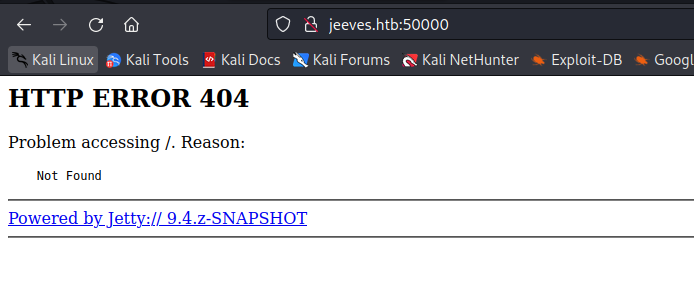 jeeves.htb:50000
Kali Linux Kali Tools Kali Docs Kali Forums Kali NetHunter Exploit-DB Googl
HTTP ERROR 404
Problem accessing /. Reason:
Not Found
Powered by Jetty:// 9.4.z-SNAPSHOT